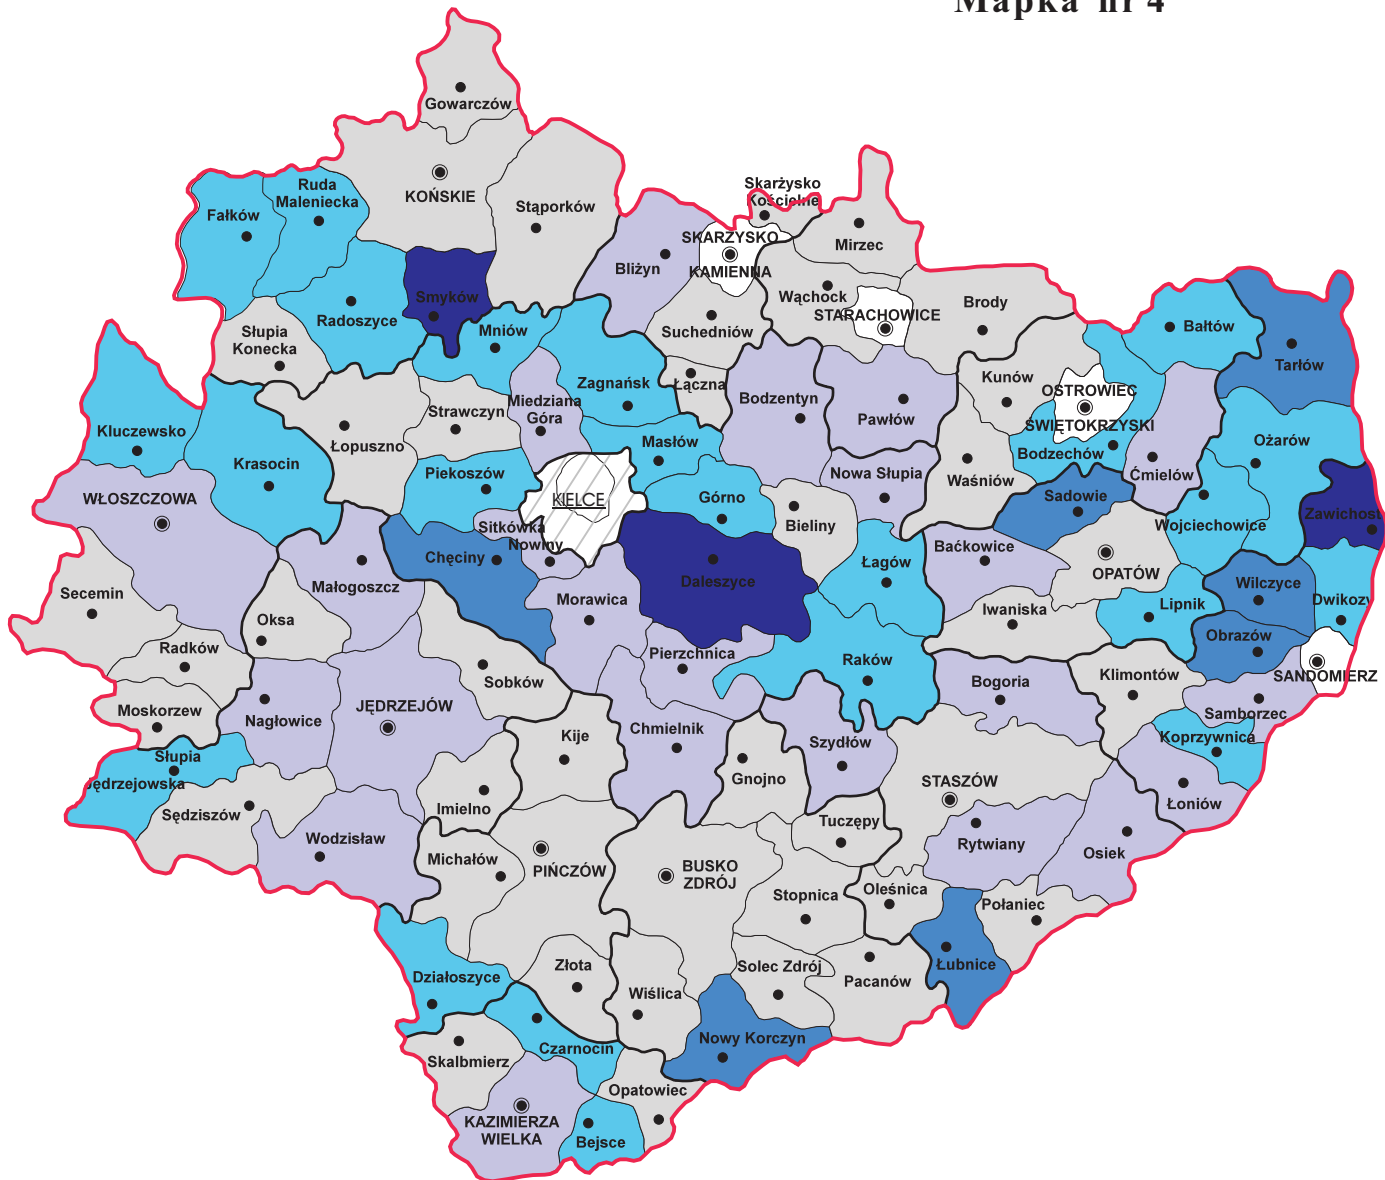 Mapka nr 4
Gowarczów
KOŃSKIE
Stąporków
Ruda
Maleniecka
Fałków
Radoszyce
Smyków
Słupia
Konecka
Mniów
Bliżyn
Skarżysko
Kościelne
SKARZYSKO
KAMIENNA
Mirzec
Wąchock
STARACHOWICE
Suchedniów
Brody
Bałtów
Tarłów
Łączna
Zagnańsk
Miedziana
Góra
Strawczyn
Łopuszno
Bodzentyn
Pawłów
Kunów
OSTROWIEC
ŚWIĘTOKRZYSKI
Bodzechów
Ćmielów
Ożarów
Kluczewsko
Krasocin
WŁOSZCZOWA
Piekoszów
Masłów
KIELCE
Górno
Nowa Słupia
Waśniów
Sadowie
Wojciechowice
Zawichost
Bieliny
Sitkówka
Nowiny
Chęciny
Daleszyce
Łagów
Baćkowice
OPATÓW
Wilczyce
Dwikozy
Secemin
Małogoszcz
Morawica
Iwaniska
Lipnik
Obrazów
Oksa
Radków
Pierzchnica
Raków
Sobków
Klimontów
SANDOMIERZ
Bogoria
Samborzec
Moskorzew
Nagłowice
JĘDRZEJÓW
Kije
Chmielnik
Szydłów
Koprzywnica
Słupia
Jędrzejowska
Gnojno
STASZÓW
Łoniów
Imielno
Sędziszów
Tuczępy
Rytwiany
Osiek
Wodzisław
Michałów
PIŃCZÓW
BUSKO
ZDRÓJ
Stopnica
Oleśnica
Połaniec
Działoszyce
Złota
Wiślica
Solec Zdrój
Pacanów
Łubnice
Nowy Korczyn
Czarnocin
Skalbmierz
Opatowiec
KAZIMIERZA
WIELKA
Bejsce